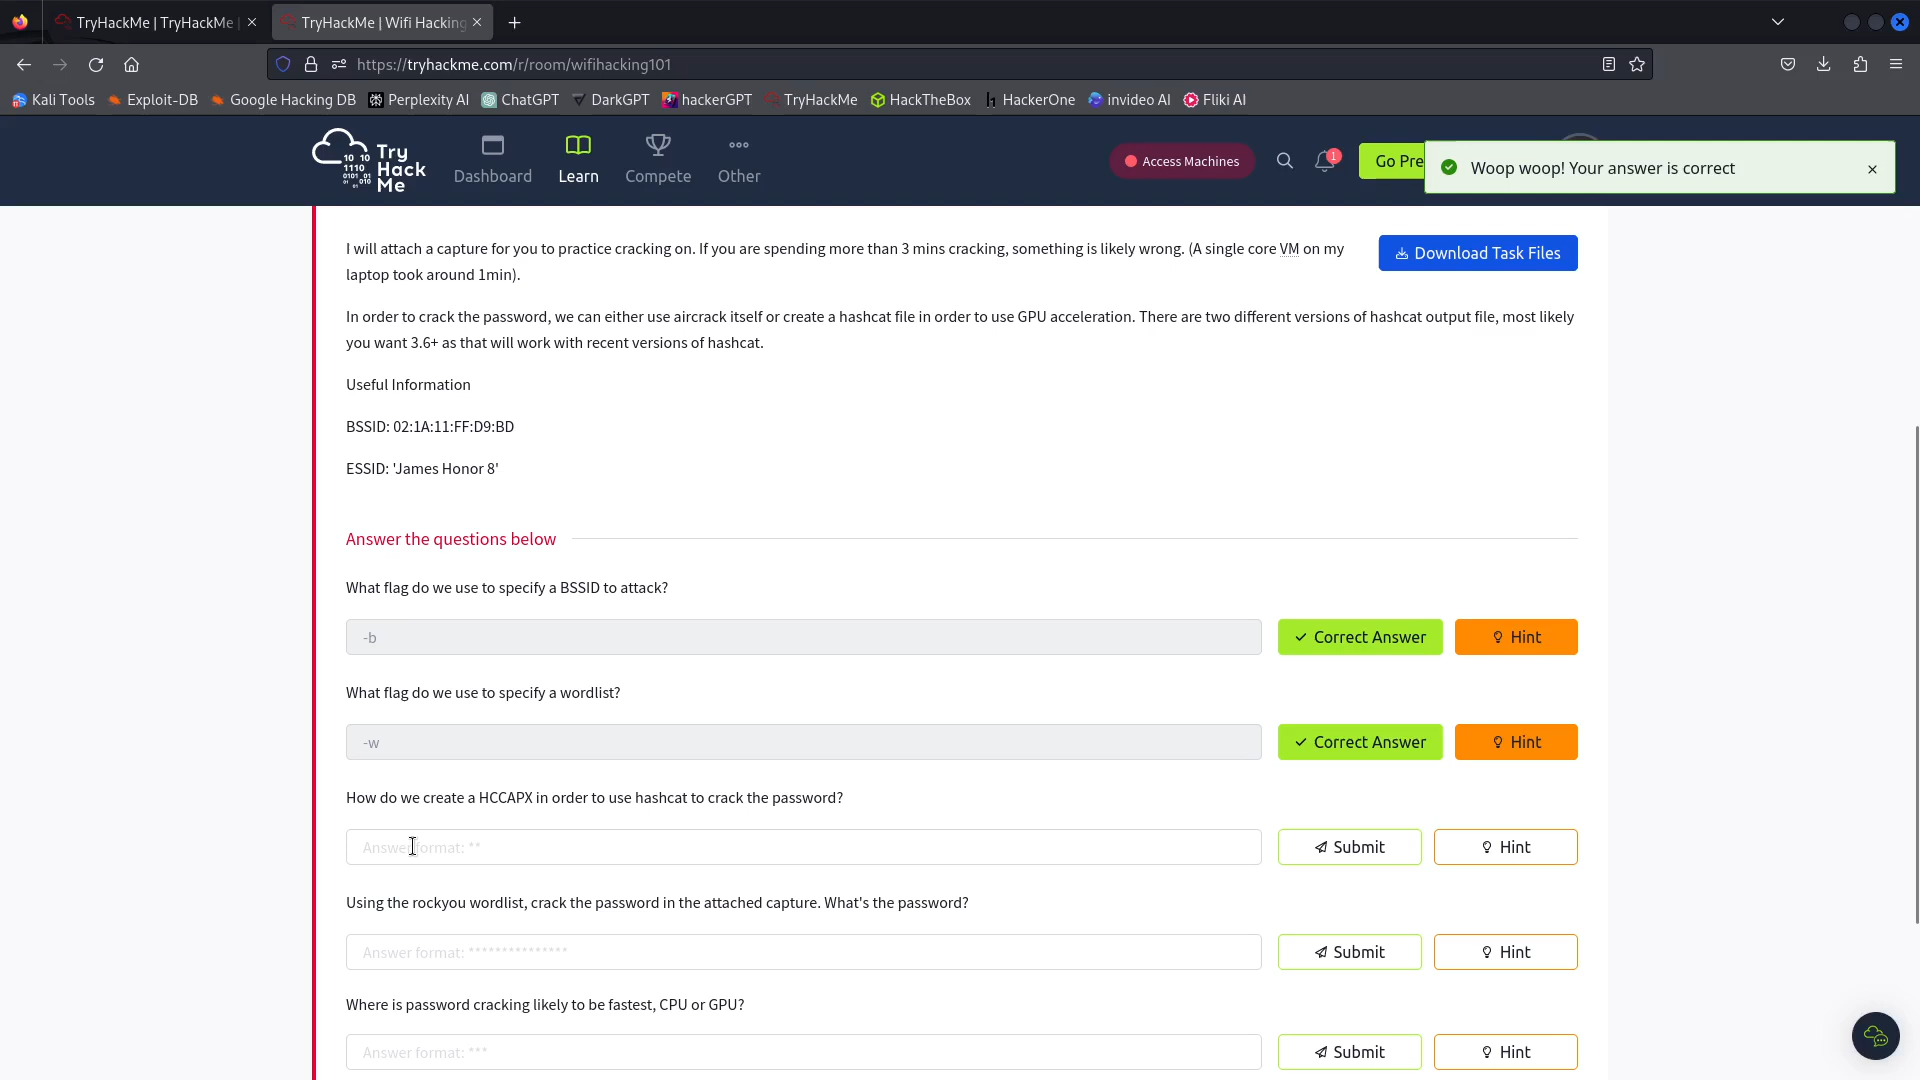 TryHackMe | TryHackMe
TryHackMe | Wifi Hacking
https://tryhackme.com/r/room/wifihacking101
Kali Tools
Exploit-DB
Google Hacking DB
Perplexity AI
ChatGPT
DarkGPT
hackerGPT
TryHackMe
HackTheBox
HackerOne
invideo AI
Fliki AI
Try
Hack
Me
Dashboard
Learn
Compete
Other
Access Machines
1
Go Pre
Woop woop! Your answer is correct
I will attach a capture for you to practice cracking on. If you are spending more than 3 mins cracking, something is likely wrong. (A single core VM on my
laptop took around 1min).
Download Task Files
In order to crack the password, we can either use aircrack itself or create a hashcat file in order to use GPU acceleration. There are two different versions of hashcat output file, most likely
you want 3.6+ as that will work with recent versions of hashcat.
Useful Information
BSSID: 02:1A:11:FF:D9:BD
ESSID: 'James Honor 8'
Answer the questions below
What flag do we use to specify a BSSID to attack?
-b
Correct Answer
Hint
What flag do we use to specify a wordlist?
-w
Correct Answer
Hint
How do we create a HCCAPX in order to use hashcat to crack the password?
Answer format: **
Submit
Hint
Using the rockyou wordlist, crack the password in the attached capture. What's the password?
Answer format: ***************
Submit
Hint
Where is password cracking likely to be fastest, CPU or GPU?
Answer format: ***
Submit
Hint